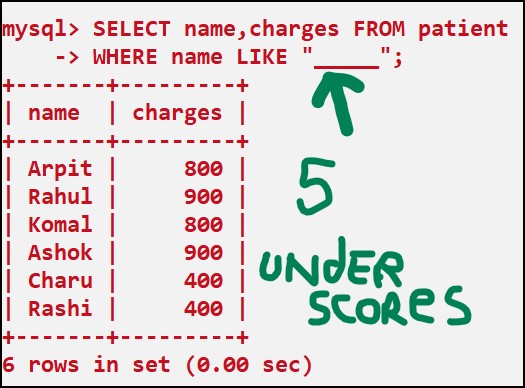 mysql> SELECT name,charges FROM patient
    -> WHERE name LIKE "_____";
+-------+---------+
| name  | charges |
+-------+---------+
| Arpit |     800 |
| Rahul |     900 |
| Komal |     800 |
| Ashok |     900 |
| Charu |     400 |
| Rashi |     400 |
+-------+---------+
6 rows in set (0.00 sec)
5
UNDER
SCORES